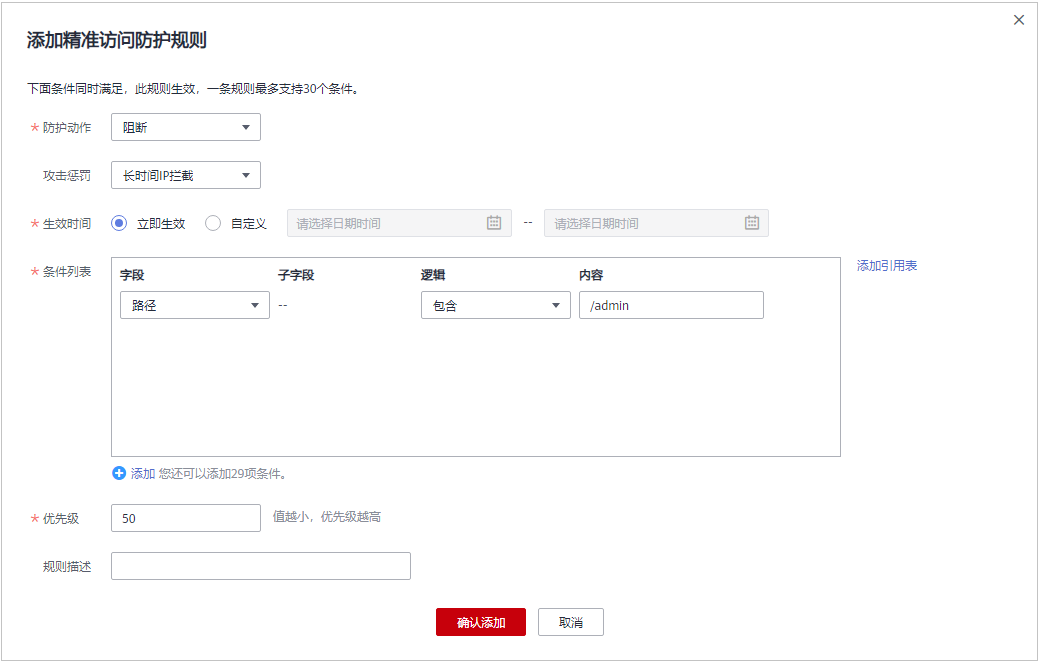 添加精准访问防护规则
下面条件同时满足，此规则生效，一条规则最多支持30个条件。
* 防护动作 阻断
攻击惩罚 长时间IP拦截
* 生效时间 立即生效 自定义 请选择日期时间 -- 请选择日期时间
* 条件列表 字段 子字段 逻辑 内容 添加引用表
路径 -- 包含 /admin
添加 您还可以添加29项条件。
* 优先级 50 值越小，优先级越高
规则描述
确认添加 取消